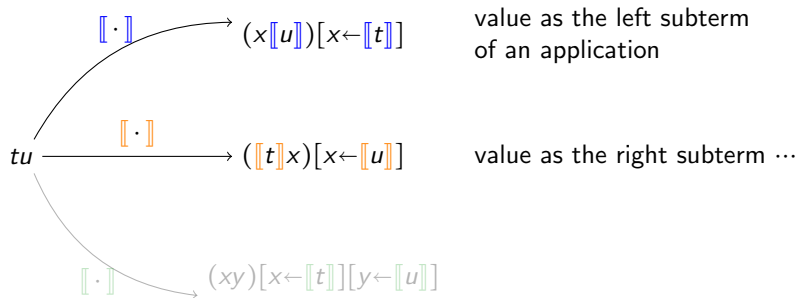 ⟦·⟧
(x⟦u⟧)[x←⟦t⟧]
value as the left subterm
of an application
⟦·⟧
tu
(⟦t⟧x)[x←⟦u⟧]
value as the right subterm ⋯
⟦·⟧
(xy)[x←⟦t⟧][y←⟦u⟧]